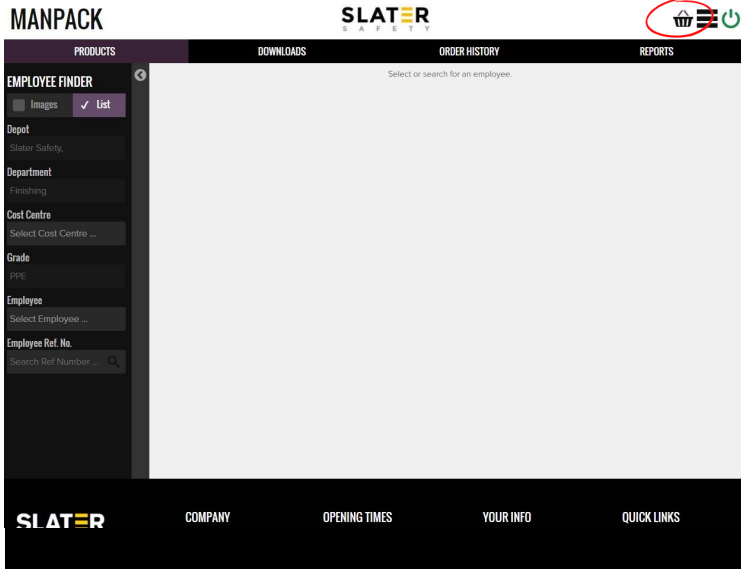 MANPACK
SLATER
SAFETY
PRODUCTS DOWNLOADS ORDER HISTORY REPORTS
EMPLOYEE FINDER
Images ✓ List
Select or search for an employee.
Depot
Slater Safety,
Department
Finishing
Cost Centre
Select Cost Centre ...
Grade
PPE
Employee
Select Employee ...
Employee Ref. No.
Search Ref Number ...
SLATER
COMPANY OPENING TIMES YOUR INFO QUICK LINKS